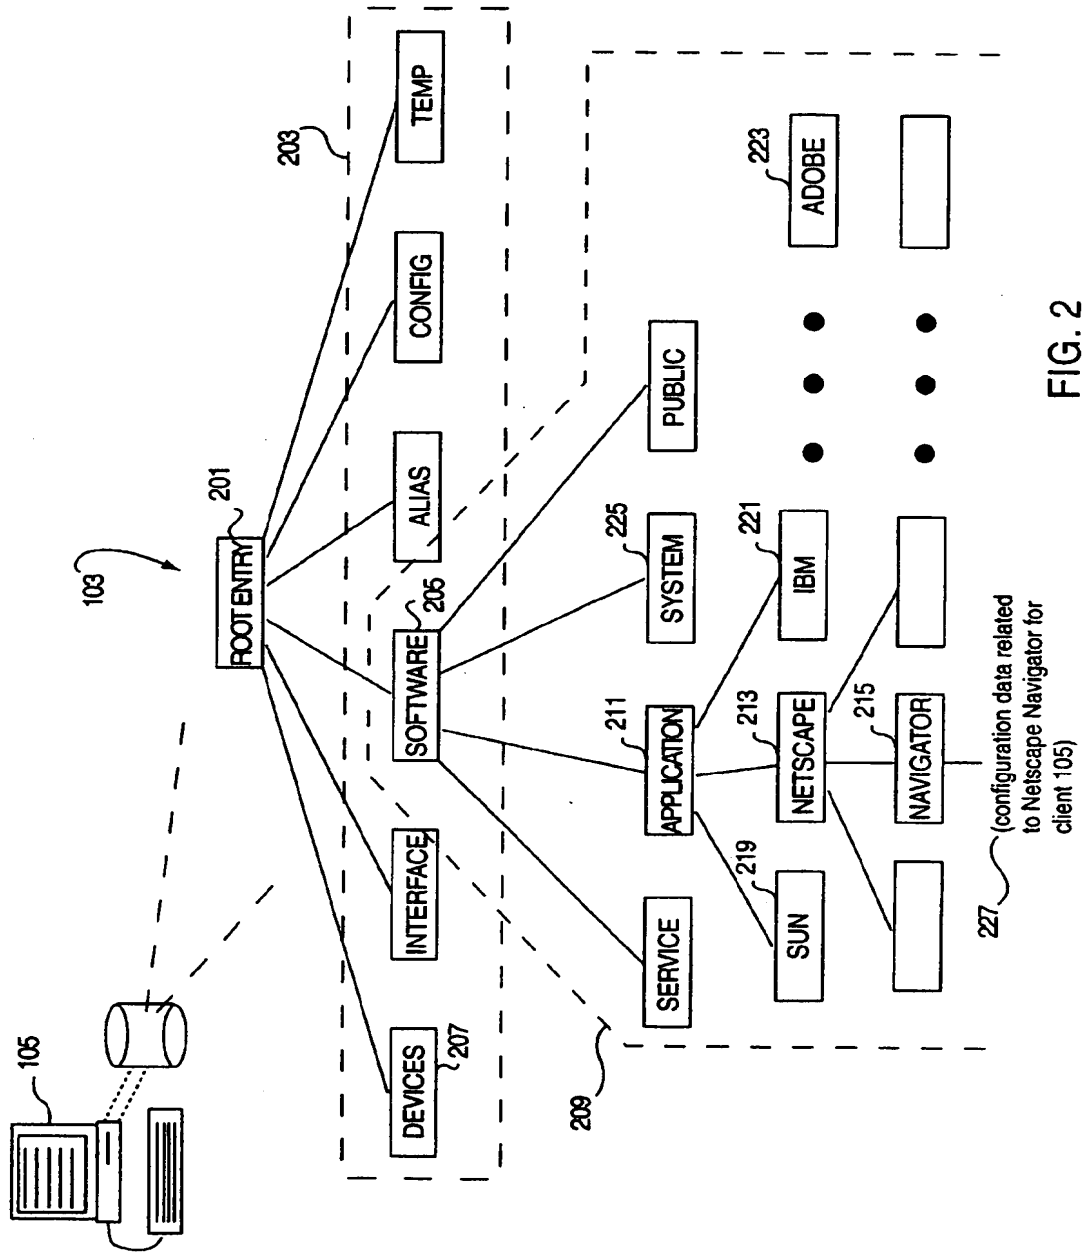 105
103
ROOT ENTRY
201
203
DEVICES
207
INTERFACE
SOFTWARE
205
ALIAS
CONFIG
TEMP
209
SERVICE
APPLICATION
211
SYSTEM
225
PUBLIC
SUN
219
NETSCAPE
213
IBM
221
ADOBE
223
NAVIGATOR
215
227
(configuration data related
to Netscape Navigator for
client 105)
FIG. 2